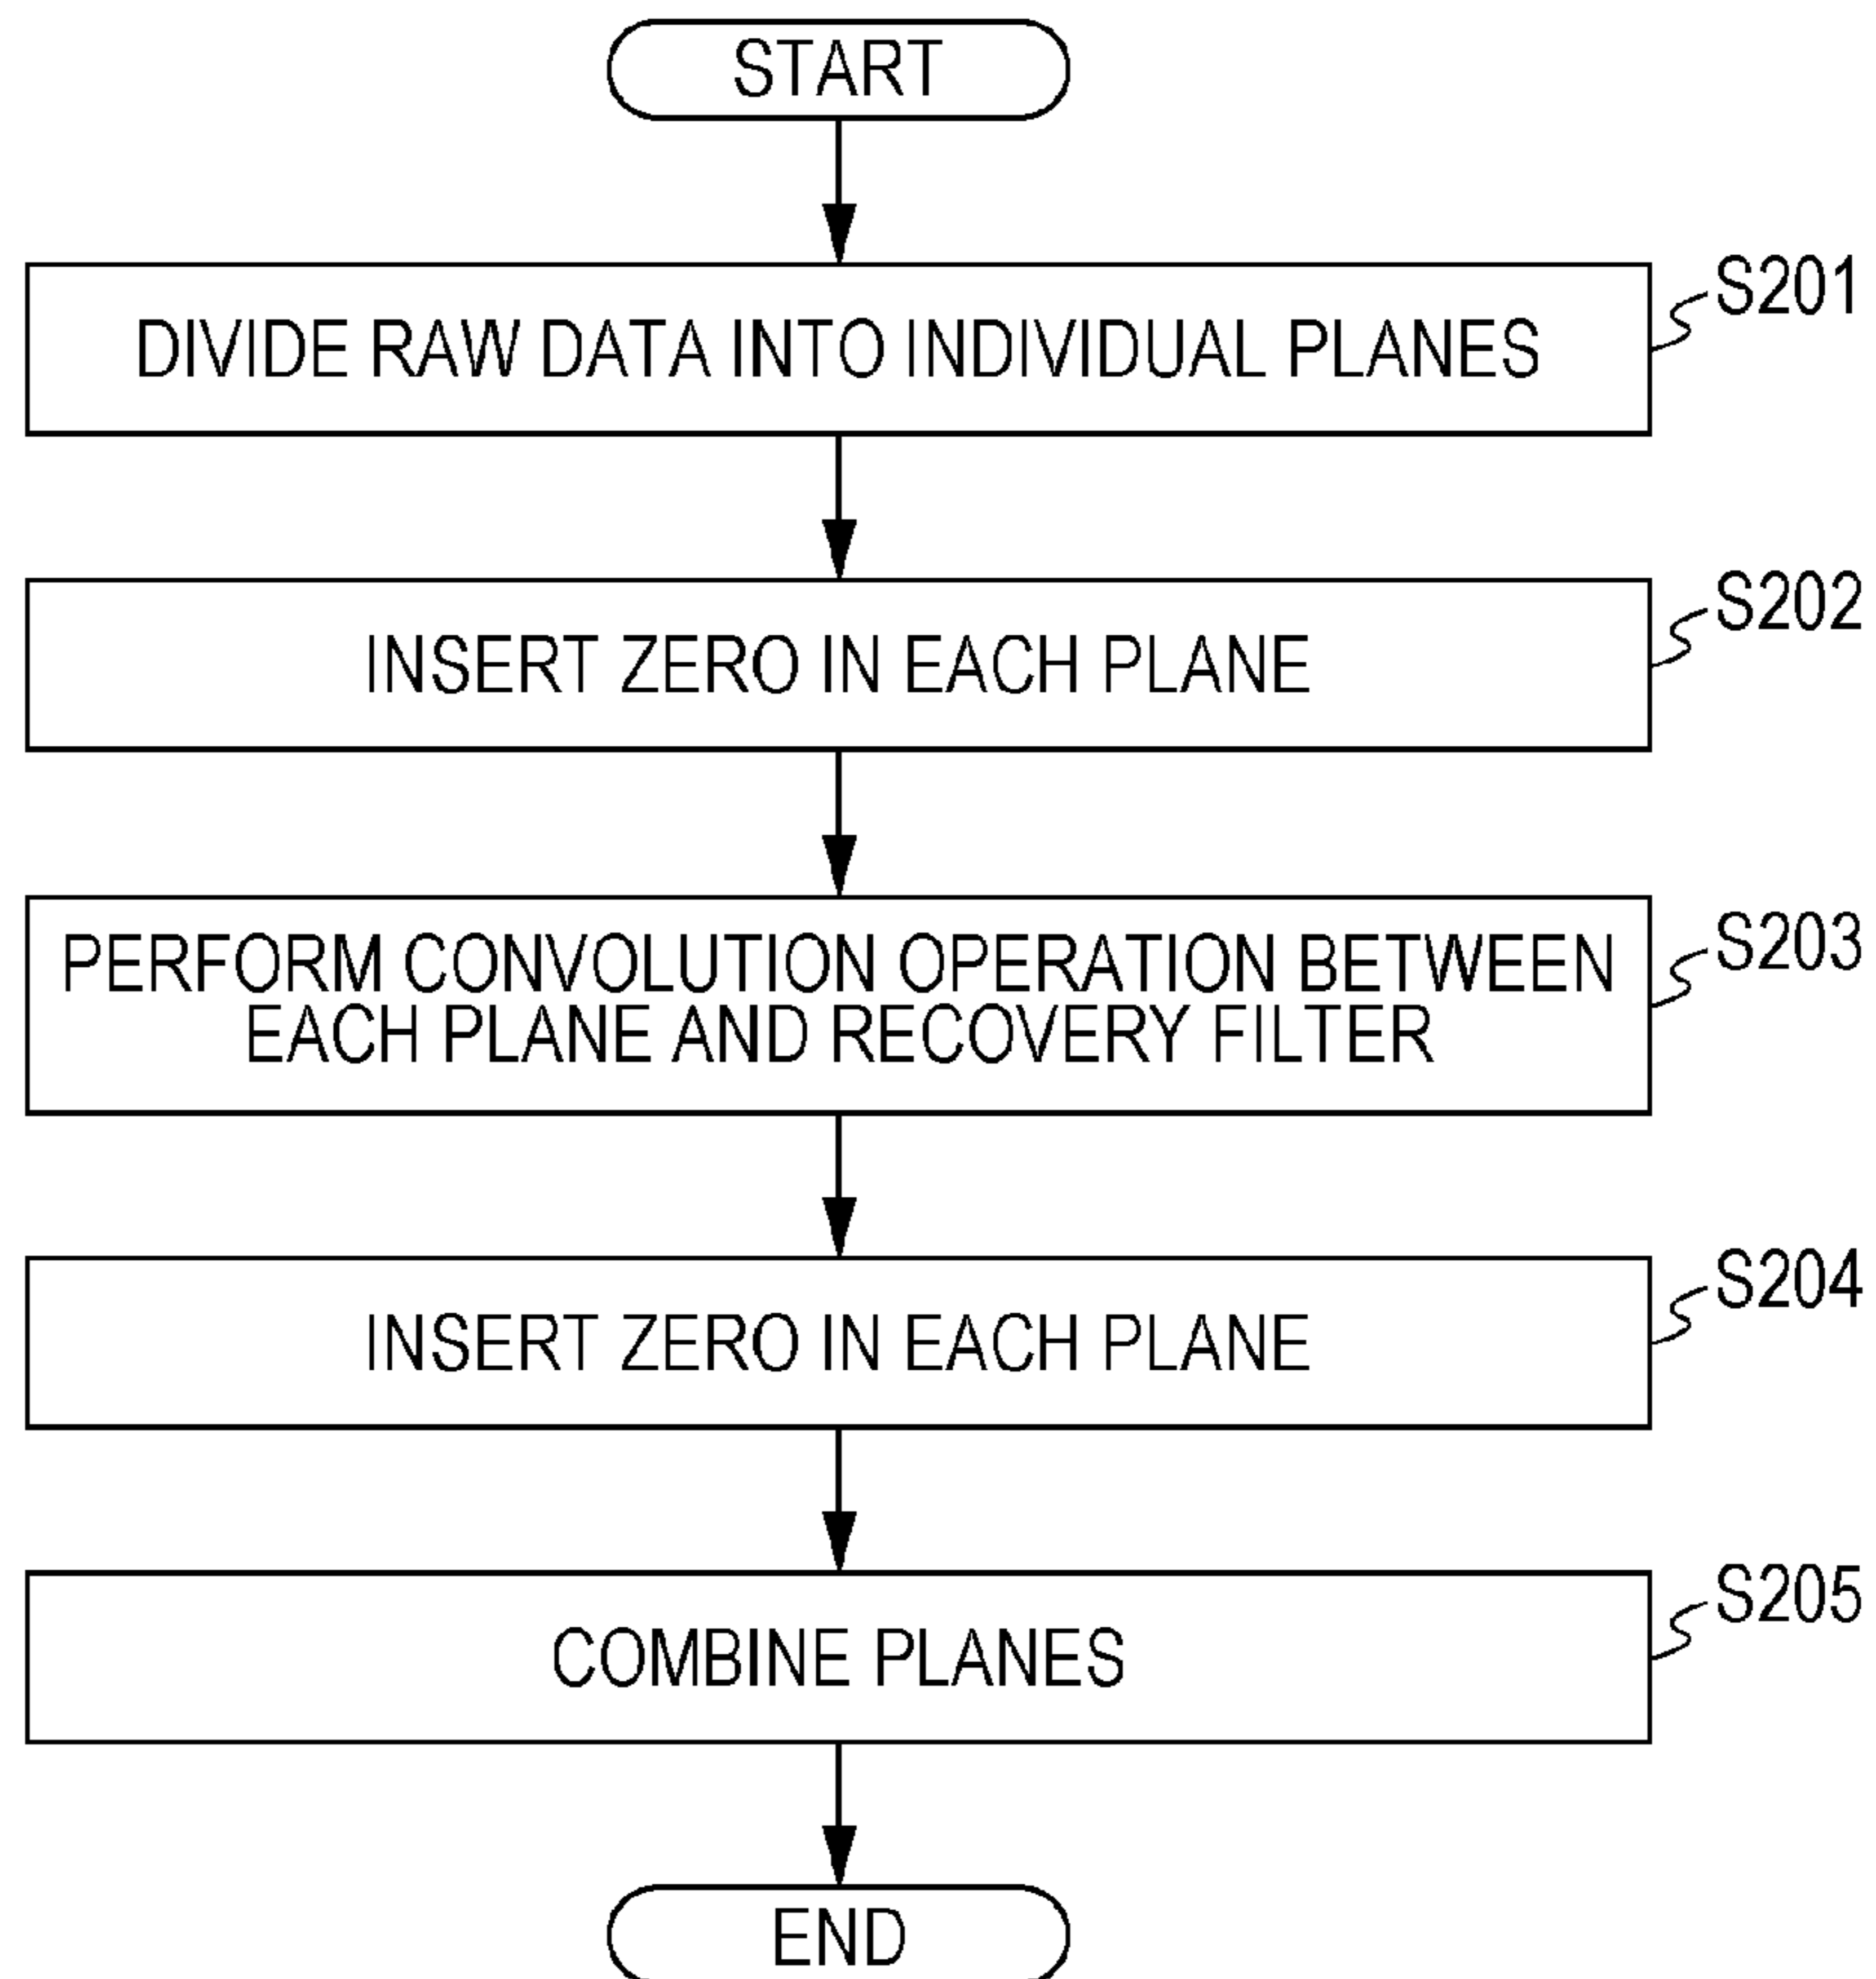 START
S201
DIVIDE RAW DATA INTO INDIVIDUAL PLANES
S202
INSERT ZERO IN EACH PLANE
S203
PERFORM CONVOLUTION OPERATION BETWEEN
EACH PLANE AND RECOVERY FILTER
S204
INSERT ZERO IN EACH PLANE
S205
COMBINE PLANES
END